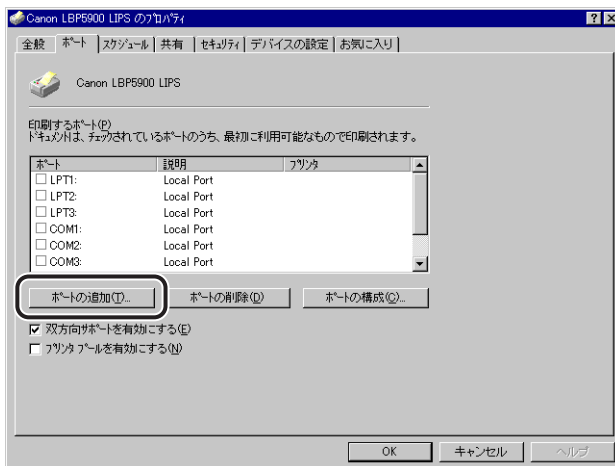 Canon LBP5900 LIPS のプロパティ
全般 ポート スケジュール 共有 セキュリティ デバイスの設定 お気に入り
Canon LBP5900 LIPS
印刷するポート(P)
ドキュメントは、チェックされているポートのうち、最初に利用可能なもので印刷されます。
ポート 説明 プリンタ
LPT1: Local Port
LPT2: Local Port
LPT3: Local Port
COM1: Local Port
COM2: Local Port
COM3: Local Port
ポートの追加(T)... ポートの削除(D) ポートの構成(C)...
双方向サポートを有効にする(E)
プリンタ プールを有効にする(N)
OK キャンセル ヘルプ